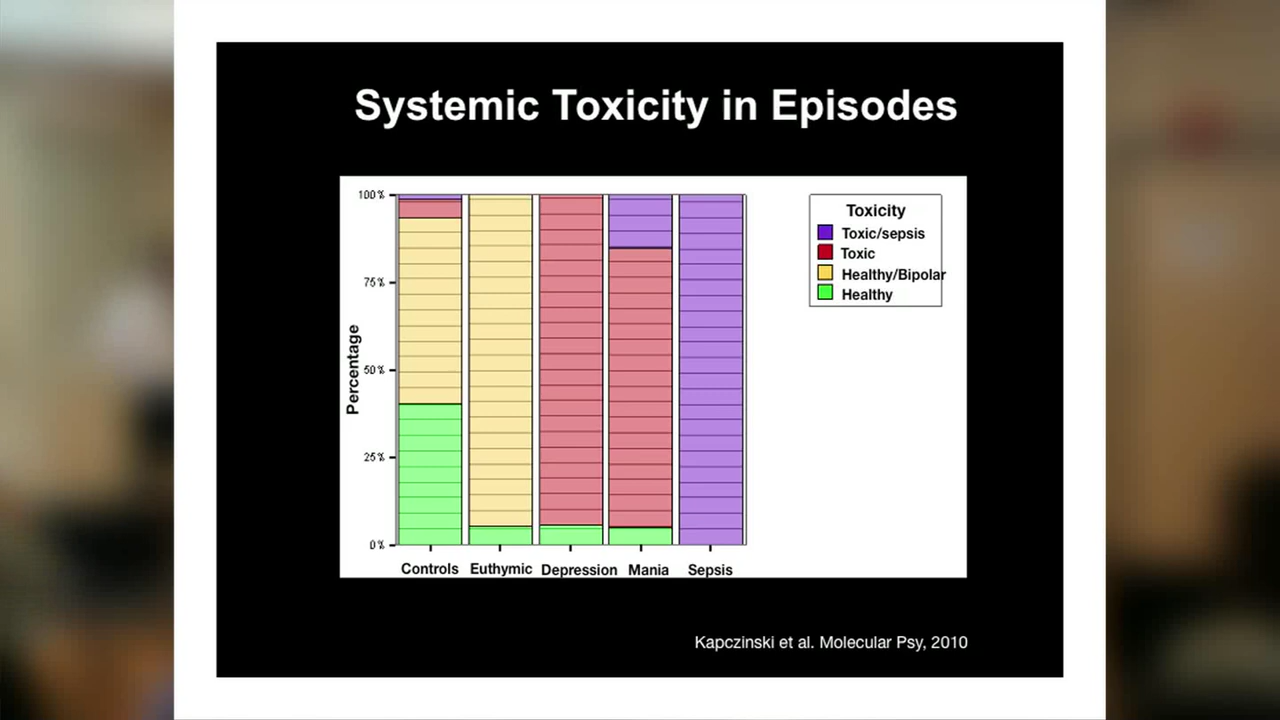 Systemic Toxicity in Episodes
100%
75%
50%
25%
0%
Percentage
Controls
Euthymic
Depression
Mania
Sepsis
Toxicity
Toxic/sepsis
Toxic
Healthy/Bipolar
Healthy
Kapczinski et al. Molecular Psy, 2010